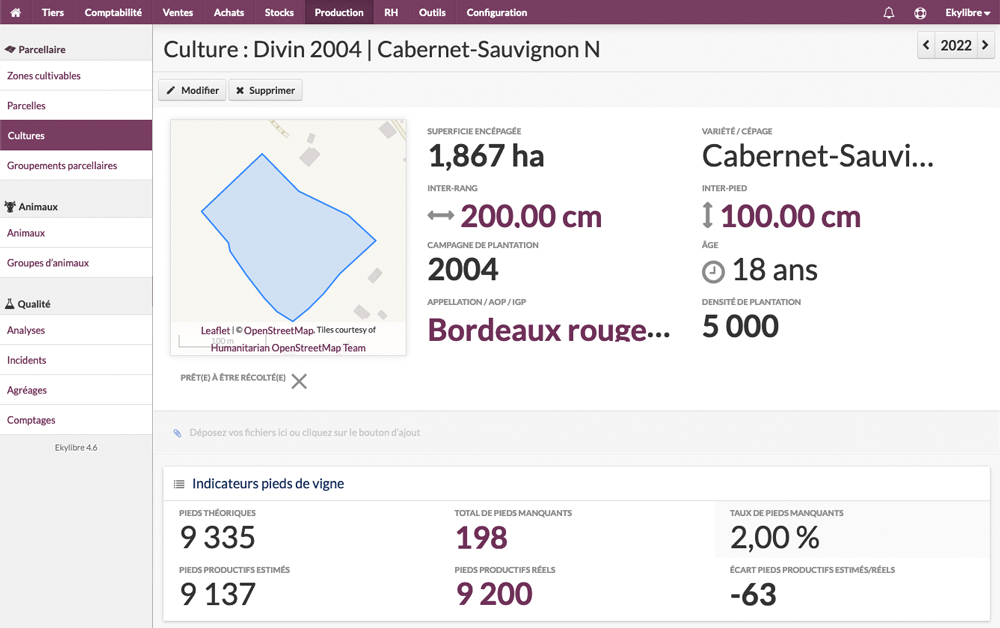 Tiers Comptabilité Ventes Achats Stocks Production RH Outils Configuration Ekylibre
Parcellaire
Zones cultivables
Parcelles
Cultures
Groupements parcellaires
Animaux
Animaux
Groupes d'animaux
Qualité
Analyses
Incidents
Agréages
Comptages
Ekylibre 4.6
Culture : Divin 2004 | Cabernet-Sauvignon N
2022
Modifier Supprimer
Leaflet | © OpenStreetMap, Tiles courtesy of
100 m
Humanitarian OpenStreetMap Team
SUPERFICIE ENCÉPAGÉE
1,867 ha
VARIÉTÉ / CÉPAGE
Cabernet-Sauvi...
INTER-RANG
200,00 cm
INTER-PIED
100,00 cm
CAMPAGNE DE PLANTATION
2004
ÂGE
18 ans
APPELLATION / AOP / IGP
Bordeaux rouge...
DENSITÉ DE PLANTATION
5 000
PRÊT(E) À ÊTRE RÉCOLTÉ(E)
Déposez vos fichiers ici ou cliquez sur le bouton d'ajout
Indicateurs pieds de vigne
PIEDS THÉORIQUES
9 335
TOTAL DE PIEDS MANQUANTS
198
TAUX DE PIEDS MANQUANTS
2,00 %
PIEDS PRODUCTIFS ESTIMÉS
9 137
PIEDS PRODUCTIFS RÉELS
9 200
ÉCART PIEDS PRODUCTIFS ESTIMÉS/RÉELS
-63